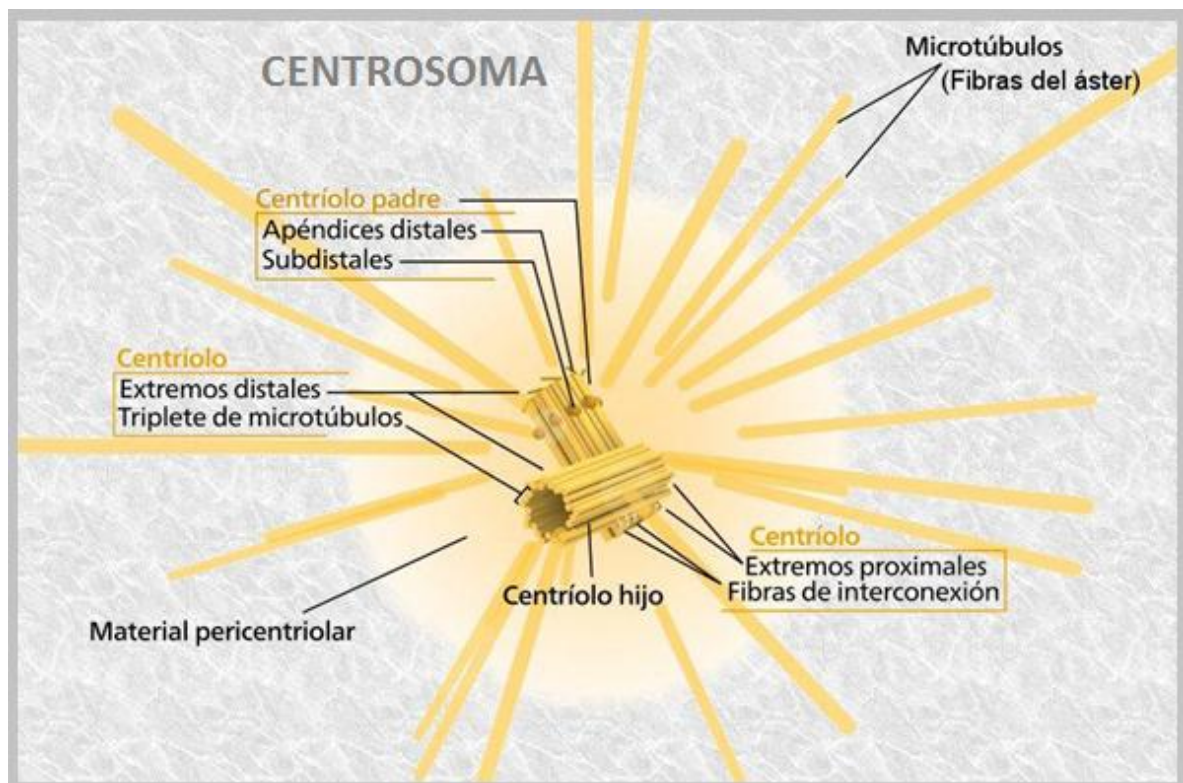 CENTROSOMA
Microtúbulos
(Fibras del áster)
Centríolo padre
Apéndices distales
Subdistales
Centríolo
Extremos distales
Triplete de microtúbulos
Centríolo
Extremos proximales
Fibras de interconexión
Centríolo hijo
Material pericentriolar